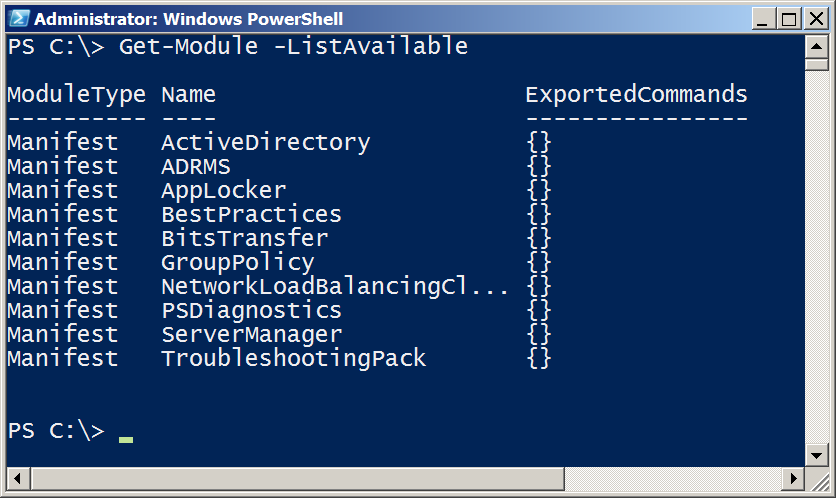 Administrator: Windows PowerShell
PS C:\> Get-Module -ListAvailable
ModuleType Name ExportedCommands
---------- ---- ----------------
Manifest ActiveDirectory {}
Manifest ADRMS {}
Manifest AppLocker {}
Manifest BestPractices {}
Manifest BitsTransfer {}
Manifest GroupPolicy {}
Manifest NetworkLoadBalancingCl... {}
Manifest PSDiagnostics {}
Manifest ServerManager {}
Manifest TroubleshootingPack {}
PS C:\>